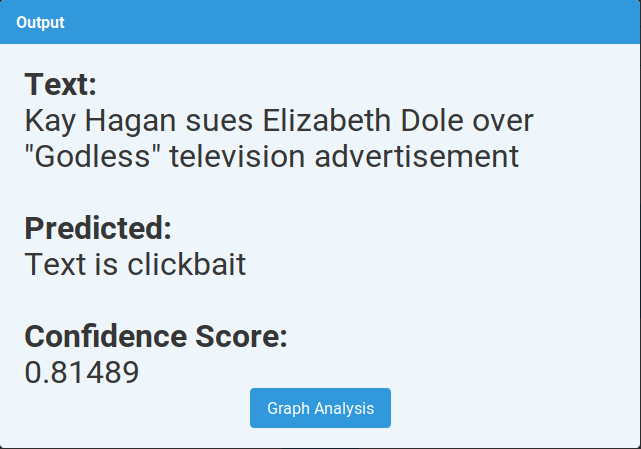 Output
Text:
Kay Hagan sues Elizabeth Dole over
"Godless" television advertisement
Predicted:
Text is clickbait
Confidence Score:
0.81489
Graph Analysis